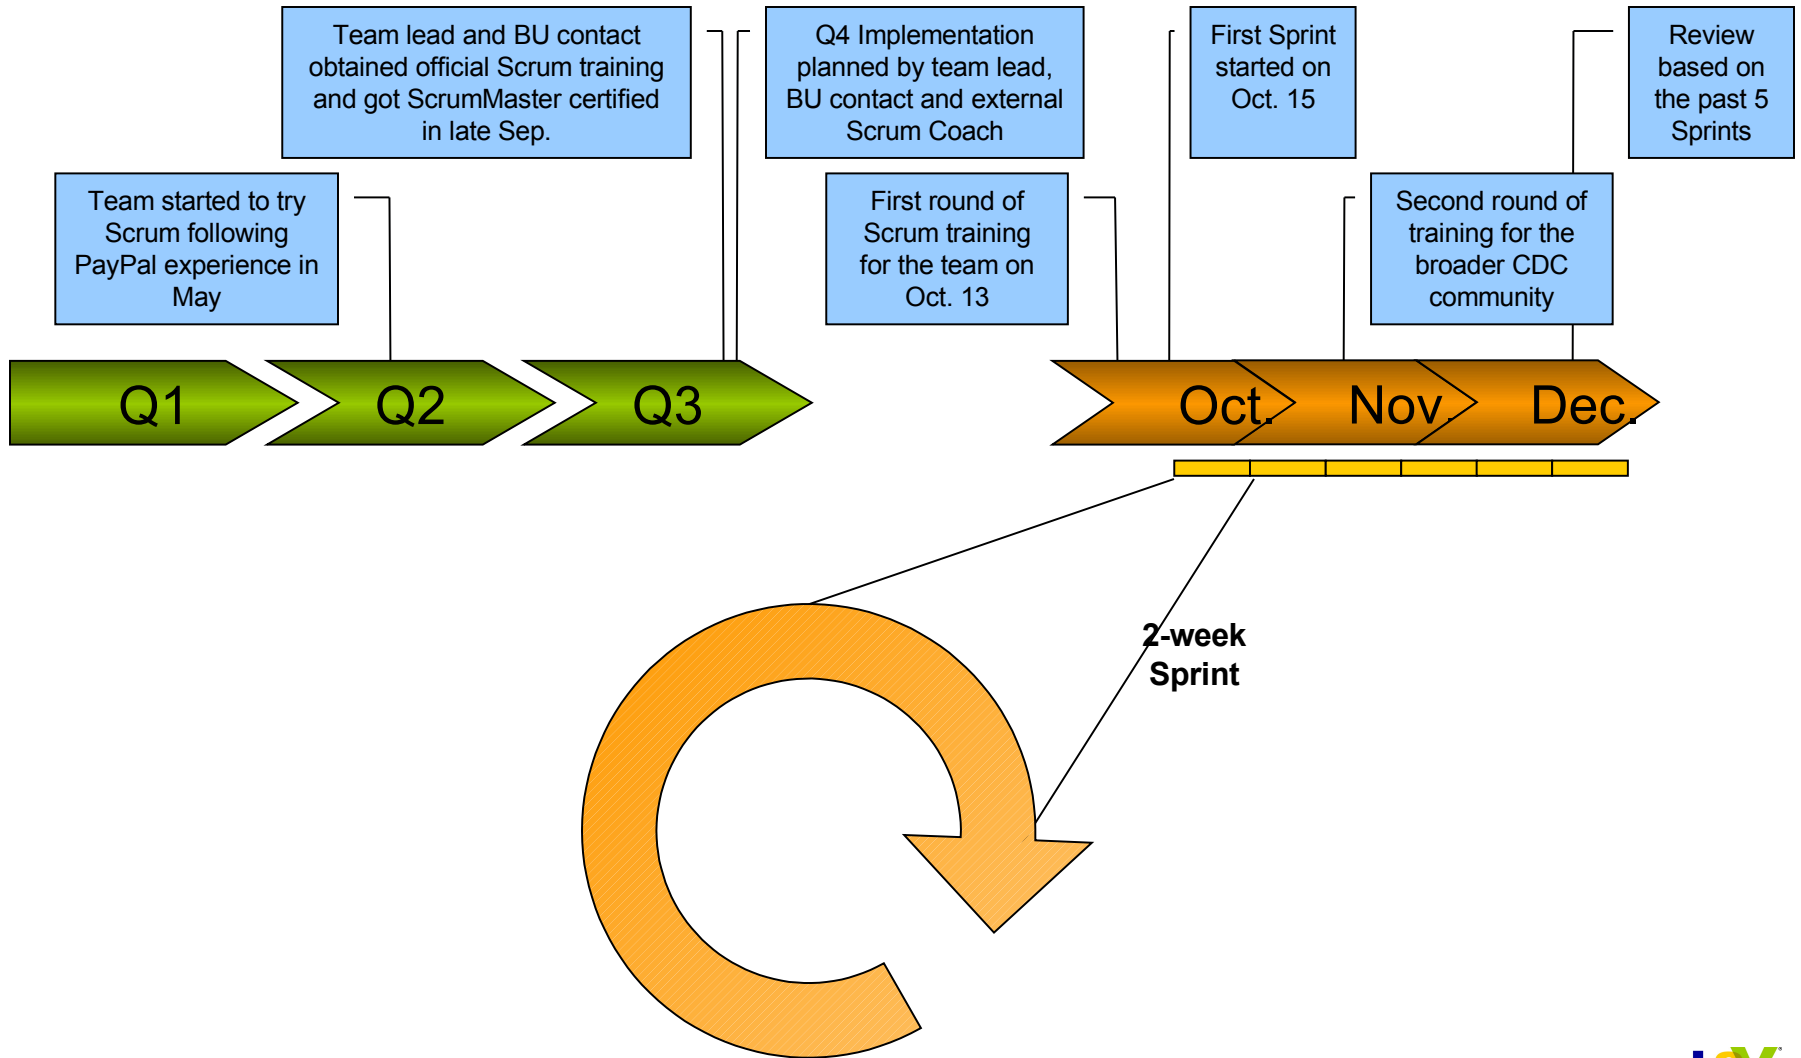 Team lead and BU contact
obtained official Scrum training
and got ScrumMaster certified
in late Sep.
Q4 Implementation
planned by team lead,
BU contact and external
Scrum Coach
First Sprint
started on
Oct. 15
Review
based on
the past 5
Sprints
Team started to try
Scrum following
PayPal experience in
May
First round of
Scrum training
for the team on
Oct. 13
Second round of
training for the
broader CDC
community
Q1
Q2
Q3
Oct.
Nov.
Dec.
2-week
Sprint